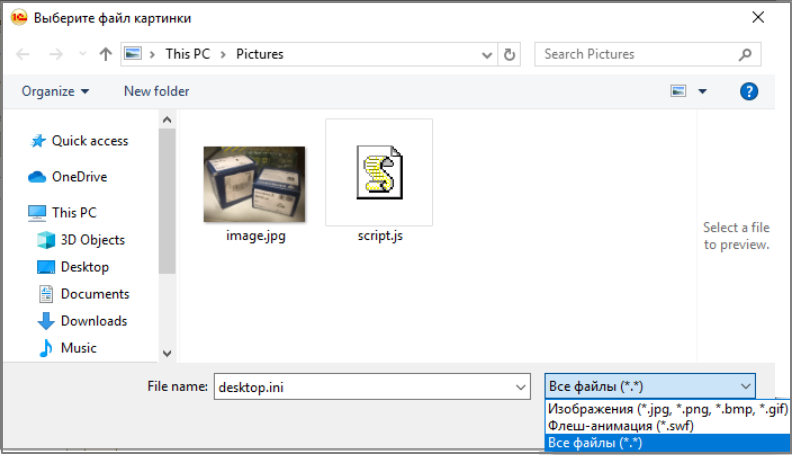 1С Выберите файл картинки
This PC > Pictures
Search Pictures
Organize
New folder
?
Quick access
OneDrive
This PC
3D Objects
Desktop
Documents
Downloads
Music
image.jpg
script.js
Select a file
to preview.
File name:
desktop.ini
Все файлы (*.*)
Изображения (*.jpg, *.png, *.bmp, *.gif)
Флеш-анимация (*.swf)
Все файлы (*.*)